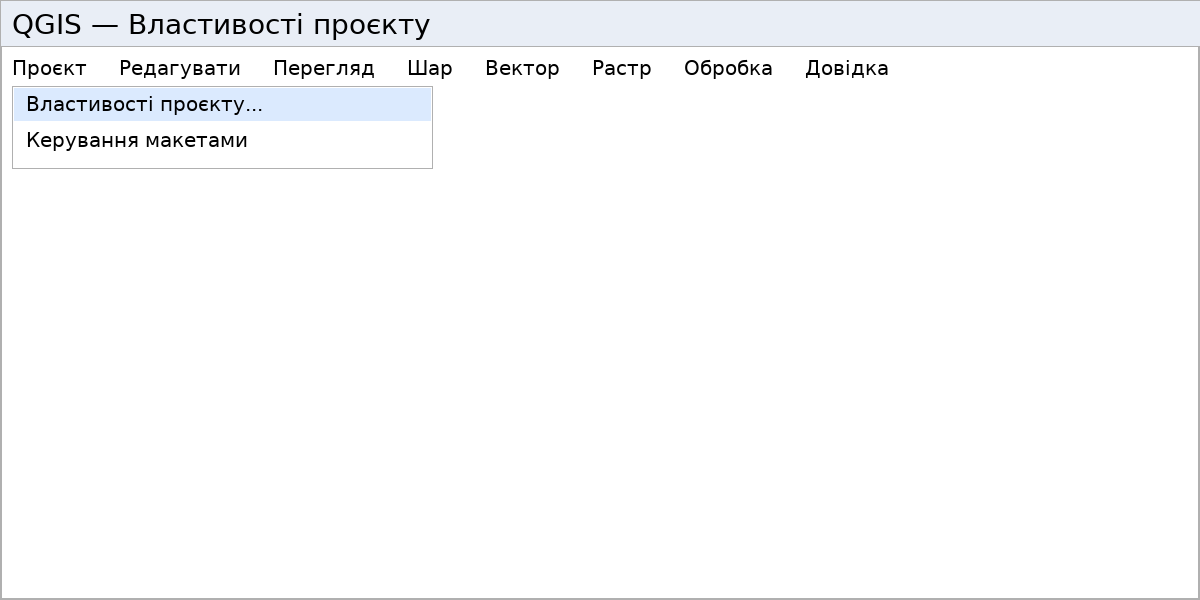 QGIS — Властивості проєкту
Проєкт Редагувати Перегляд Шар Вектор Растр Обробка Довідка
Властивості проєкту...
Керування макетами